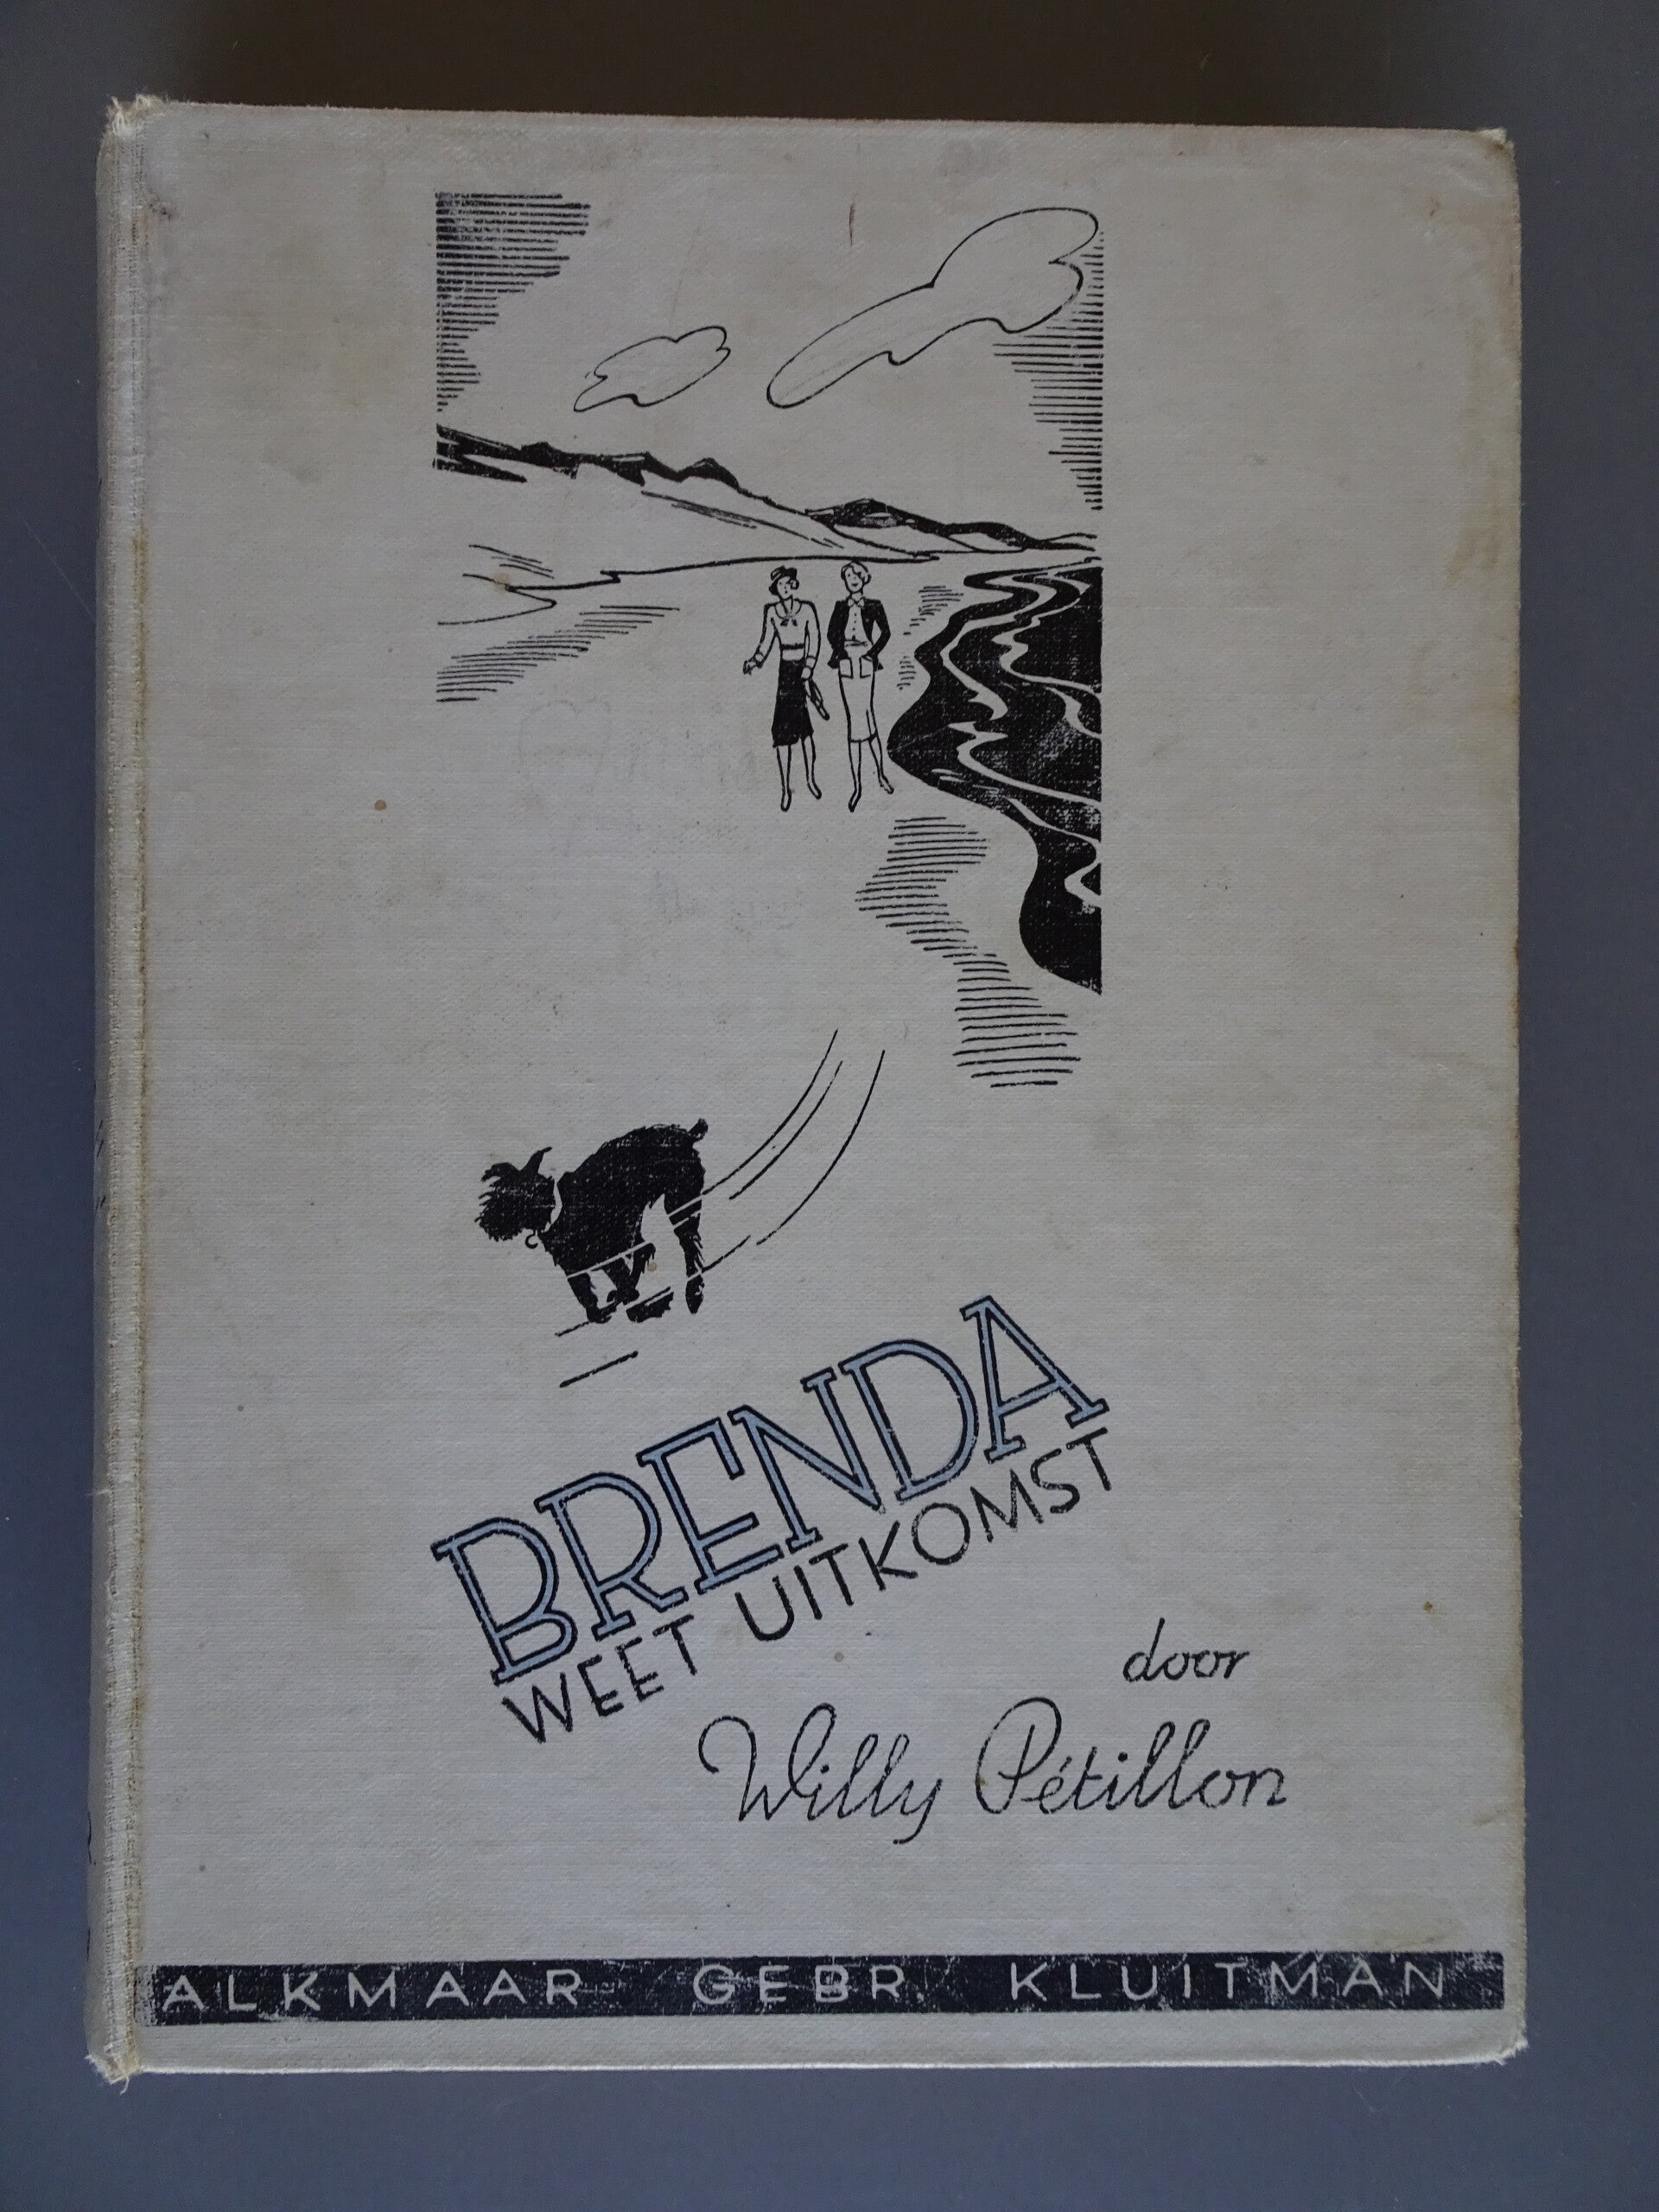 BRENDA
WEET UITKOMST
door
Willy Pétillon
ALKMAAR GEBR. KLUITMAN